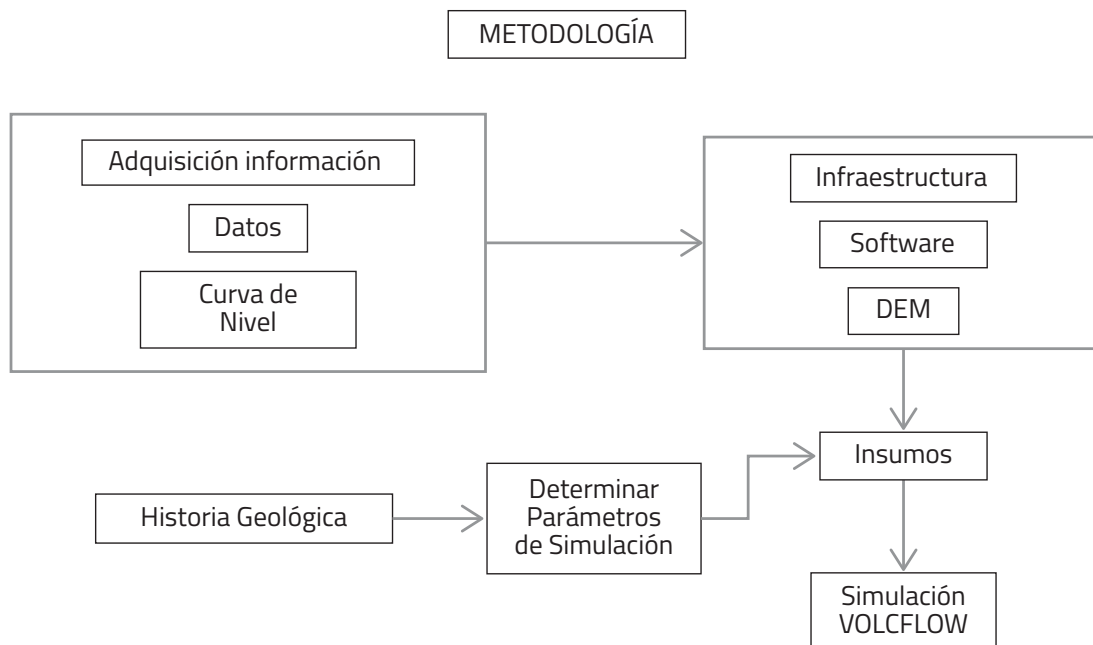 METODOLOGÍA
Adquisición información
Datos
Curva de
Nivel
Infraestructura
Software
DEM
Insumos
Historia Geológica
Determinar
Parámetros
de Simulación
Simulación
VOLCFLOW